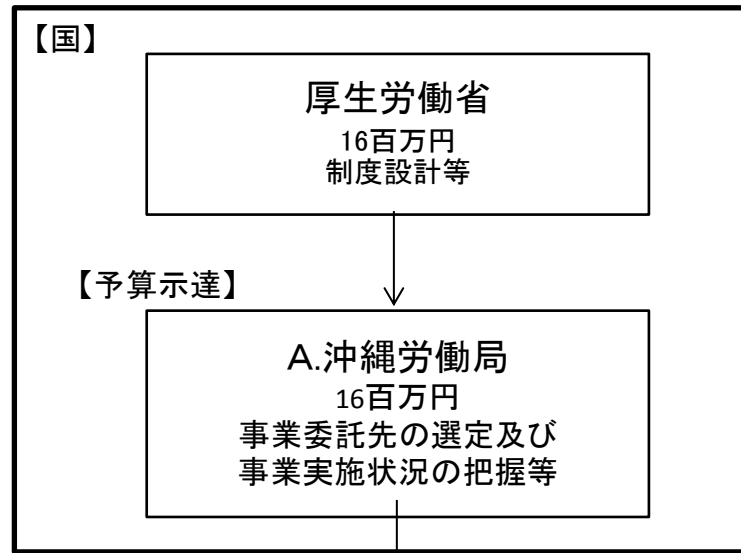 【国】
厚生労働省
16百万円
制度設計等
【予算示達】
A.沖縄労働局
16百万円
事業委託先の選定及び
事業実施状況の把握等